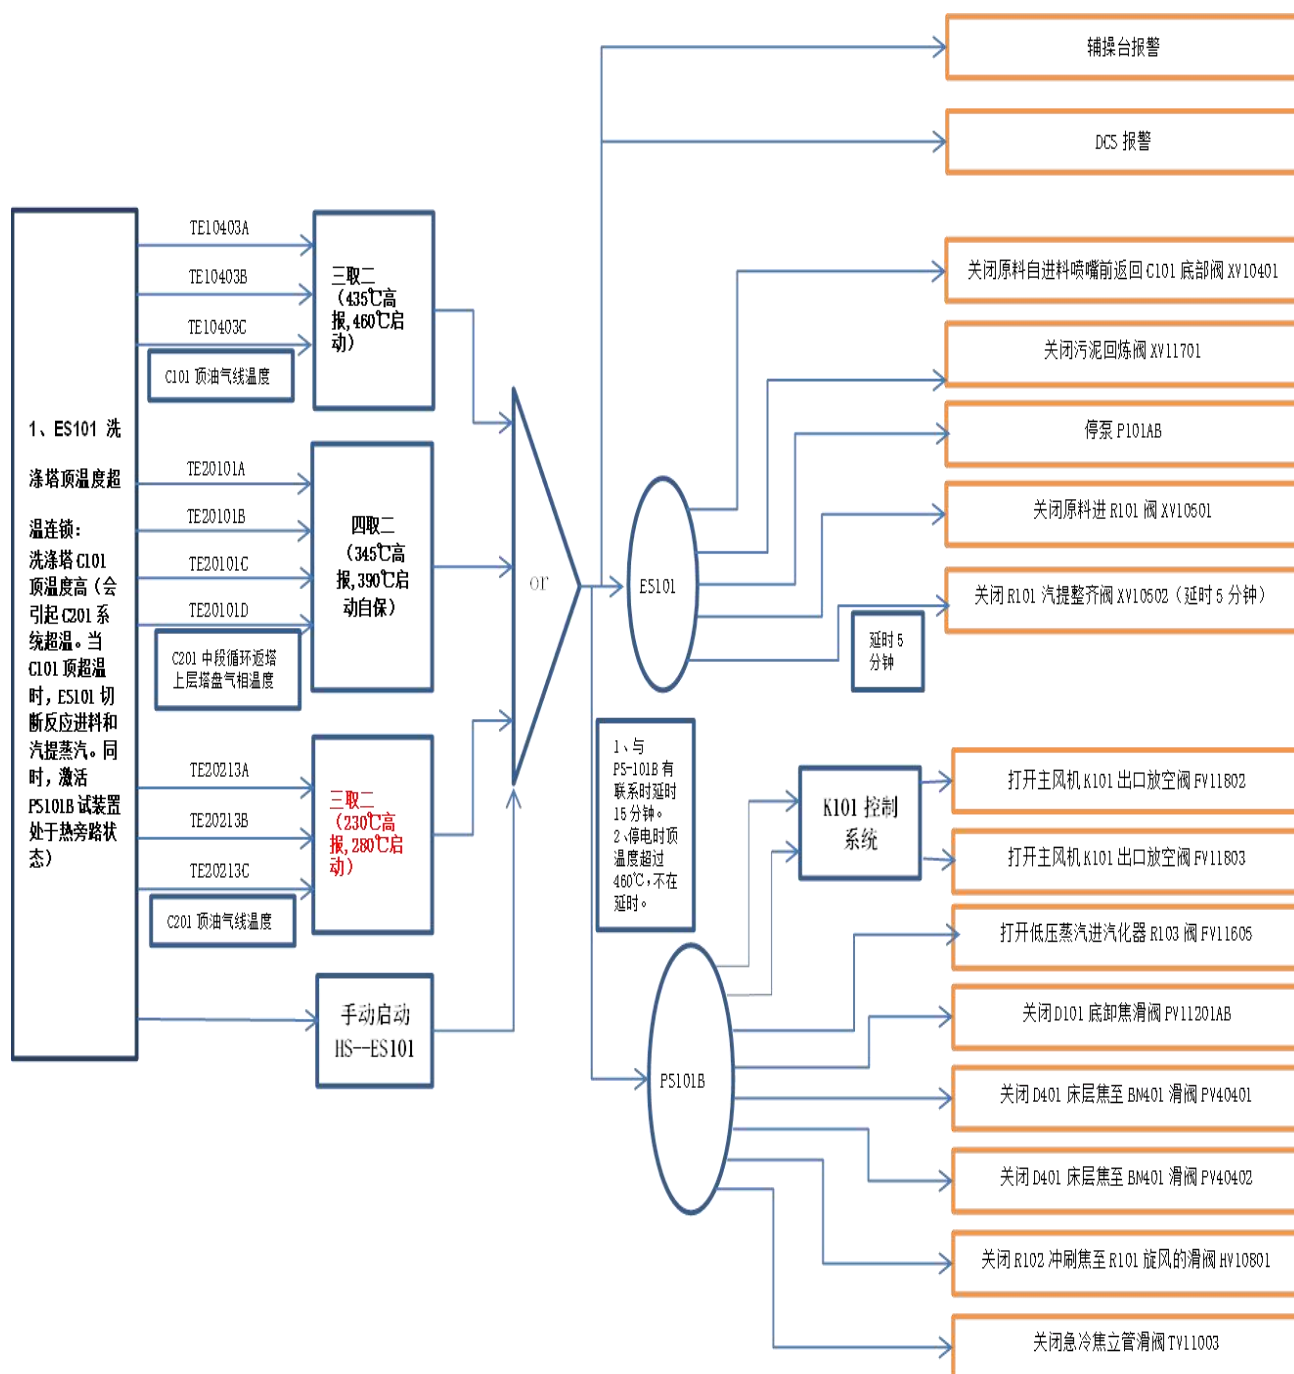 辅操台报警
DCS 报警
1、ES101 洗
涤塔顶温度超
温连锁：
洗涤塔 C101
顶温度高（会
引起 C201 系
统超温。当
C101 顶超温
时，ES101 切
断反应进料和
汽提蒸汽。同
时，激活
PS101B 试装置
处于热旁路状
态）
TE10403A
TE10403B
TE10403C
C101 顶油气线温度
三取二
（435℃高
报,460℃启
动）
TE20101A
TE20101B
TE20101C
TE20101D
C201 中段循环返塔
上层塔盘气相温度
四取二
（345℃高
报,390℃启
动自保）
TE20213A
TE20213B
TE20213C
C201 顶油气线温度
三取二
（230℃高
报,280℃启
动）
手动启动
HS--ES101
or
ES101
关闭原料自进料喷嘴前返回 C101 底部阀 XV10401
关闭污泥回炼阀 XV11701
停泵 P101AB
关闭原料进 R101 阀 XV10501
关闭 R101 汽提整齐阀 XV10502（延时 5 分钟）
延时 5
分钟
1、与
PS-101B 有
联系时延时
15 分钟。
2、停电时顶
温度超过
460℃,不在
延时。
PS101B
K101 控制
系统
打开主风机 K101 出口放空阀 FV11802
打开主风机 K101 出口放空阀 FV11803
打开低压蒸汽进汽化器 R103 阀 FV11605
关闭 D101 底卸焦滑阀 PV11201AB
关闭 D401 床层焦至 BN401 滑阀 PV40401
关闭 D401 床层焦至 BN401 滑阀 PV40402
关闭 R102 冲刷焦至 R101 旋风的滑阀 HV10801
关闭急冷焦立管滑阀 TV11003